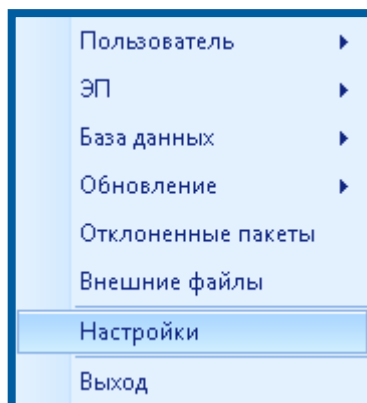 Пользователь
ЭП
База данных
Обновление
Отклоненные пакеты
Внешние файлы
Настройки
Выход